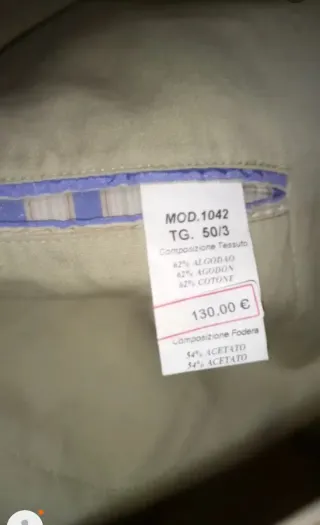 MOD.1042
TG. 50/3
Composizione Tessuto
62% ALGODAO
62% AGODON
62% COTONE
130.00 €
Composizione Fodera
54% ACETATO
54% ACETATO